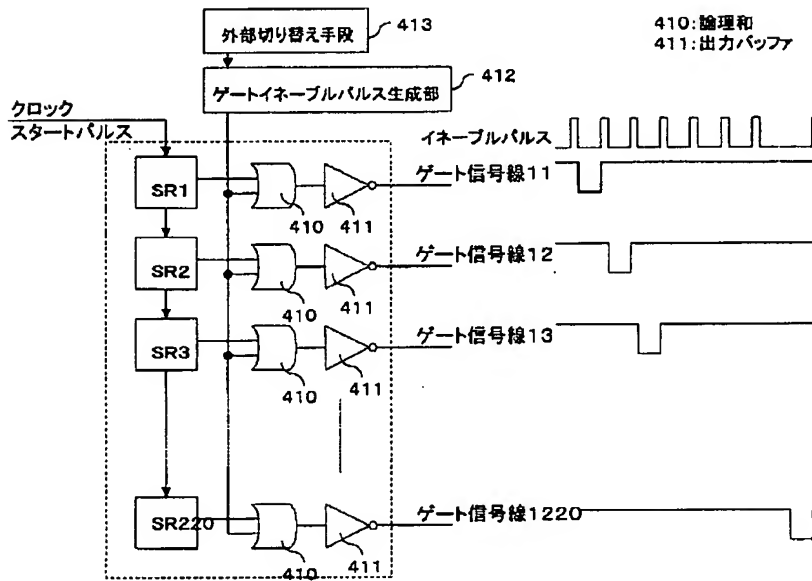 外部切り替え手段
413
410:論理和
411:出力バッファ
ゲートイネーブルパルス生成部
412
クロック
スタートパルス
イネーブルパルス
SR1
410
411
ゲート信号線11
SR2
410
411
ゲート信号線12
SR3
410
411
ゲート信号線13
SR220
410
411
ゲート信号線1220